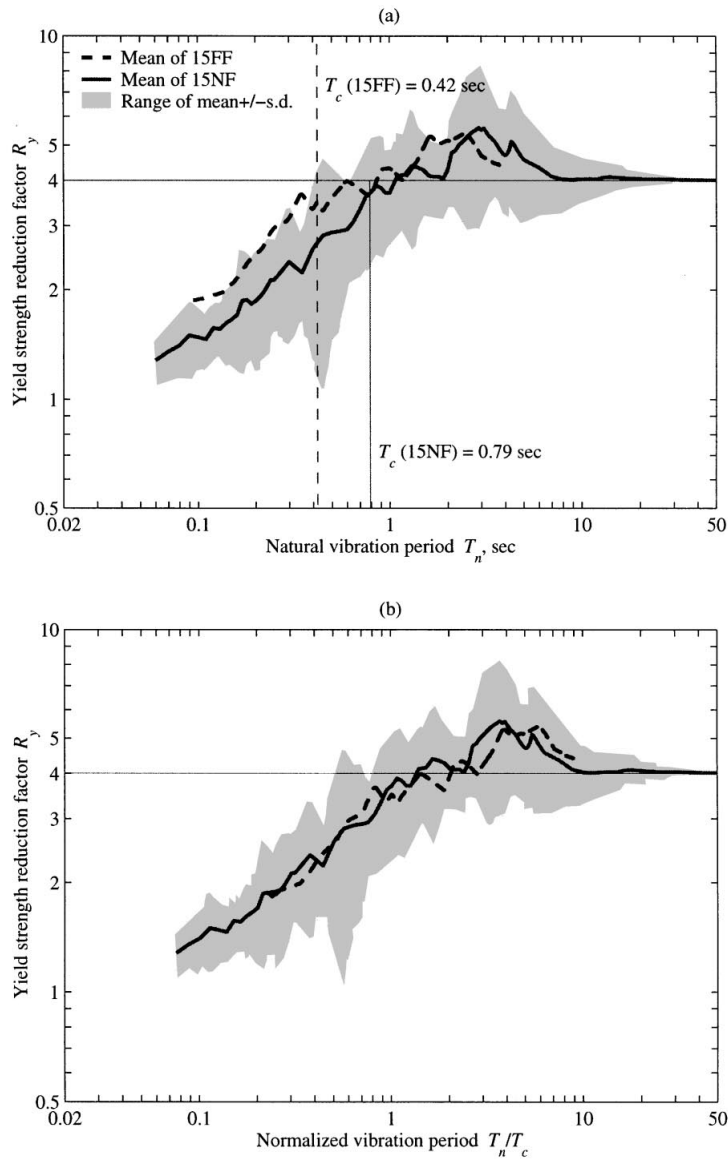 (a)
10
Mean of 15FF
Mean of 15NF
Range of mean+/-s.d.
T_c (15FF) = 0.42 sec
5
4
3
2
1
0.5
T_c (15NF) = 0.79 sec
Yield strength reduction factor R_y
0.02 0.1 1 10 50
Natural vibration period T_n, sec
(b)
10
5
4
3
2
1
0.5
Yield strength reduction factor R_y
0.02 0.1 1 10 50
Normalized vibration period T_n/T_c